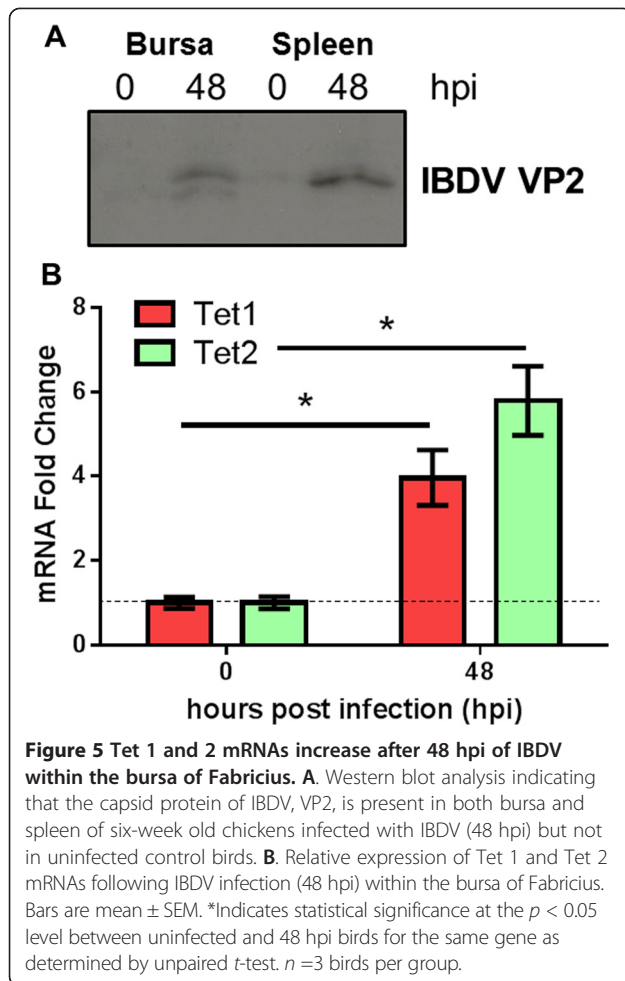 A
Bursa Spleen
0 48 0 48 hpi
IBDV VP2
B
8
6
4
2
0
mRNA Fold Change
Tet1
Tet2
*
*
0 48
hours post infection (hpi)
Figure 5 Tet 1 and 2 mRNAs increase after 48 hpi of IBDV
within the bursa of Fabricius. A. Western blot analysis indicating
that the capsid protein of IBDV, VP2, is present in both bursa and
spleen of six-week old chickens infected with IBDV (48 hpi) but not
in uninfected control birds. B. Relative expression of Tet 1 and Tet 2
mRNAs following IBDV infection (48 hpi) within the bursa of Fabricius.
Bars are mean ± SEM. *Indicates statistical significance at the p < 0.05
level between uninfected and 48 hpi birds for the same gene as
determined by unpaired t-test. n =3 birds per group.